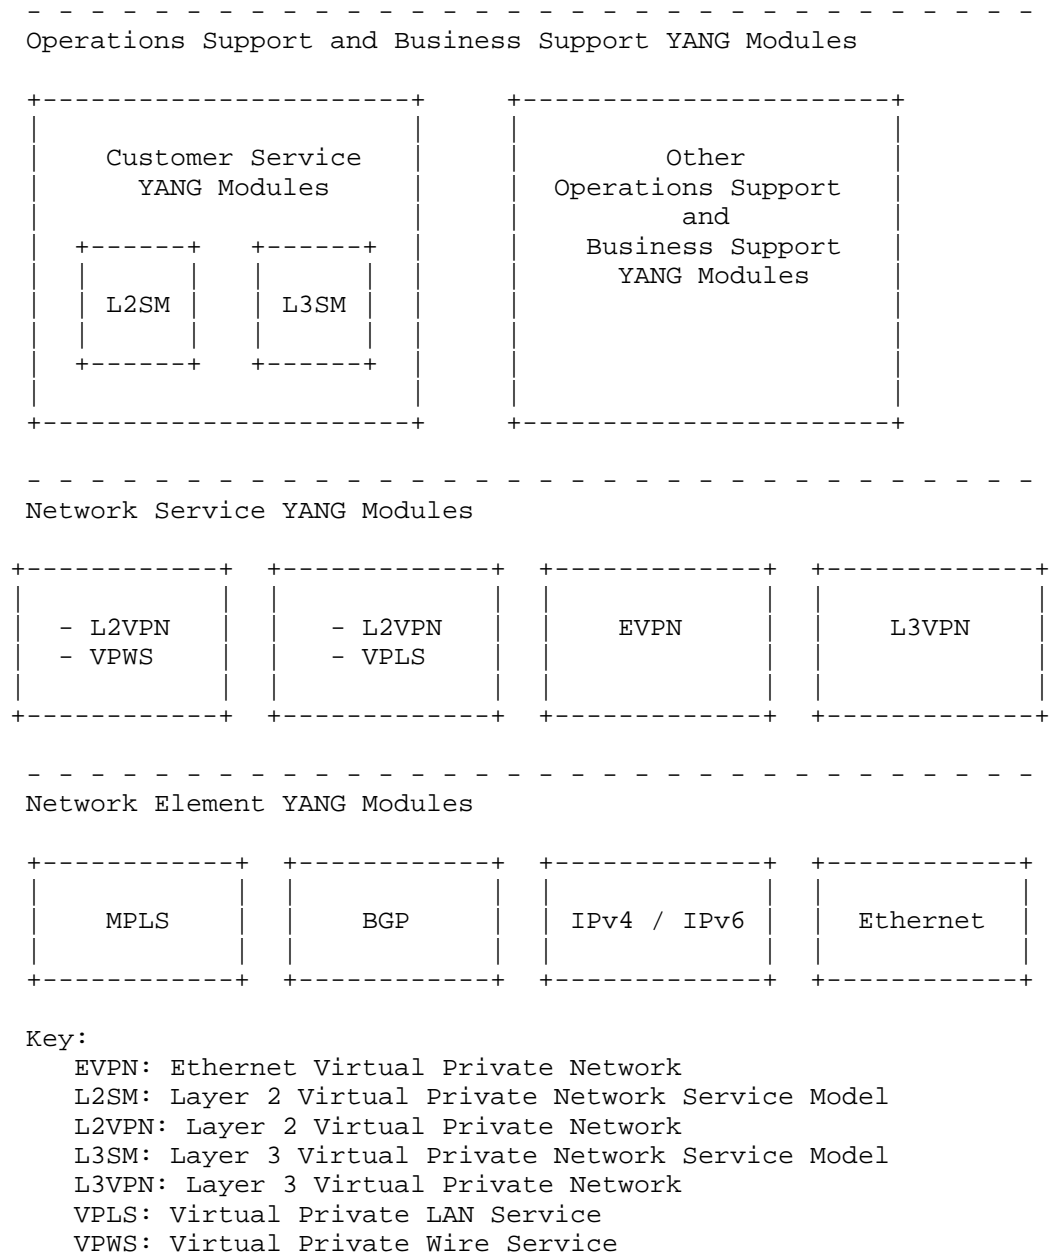 Operations Support and Business Support YANG Modules
Customer Service
YANG Modules
L2SM
L3SM
Other
Operations Support
and
Business Support
YANG Modules
Network Service YANG Modules
- L2VPN
- VPWS
- L2VPN
- VPLS
EVPN
L3VPN
Network Element YANG Modules
MPLS
BGP
IPv4 / IPv6
Ethernet
Key:
EVPN: Ethernet Virtual Private Network
L2SM: Layer 2 Virtual Private Network Service Model
L2VPN: Layer 2 Virtual Private Network
L3SM: Layer 3 Virtual Private Network Service Model
L3VPN: Layer 3 Virtual Private Network
VPLS: Virtual Private LAN Service
VPWS: Virtual Private Wire Service